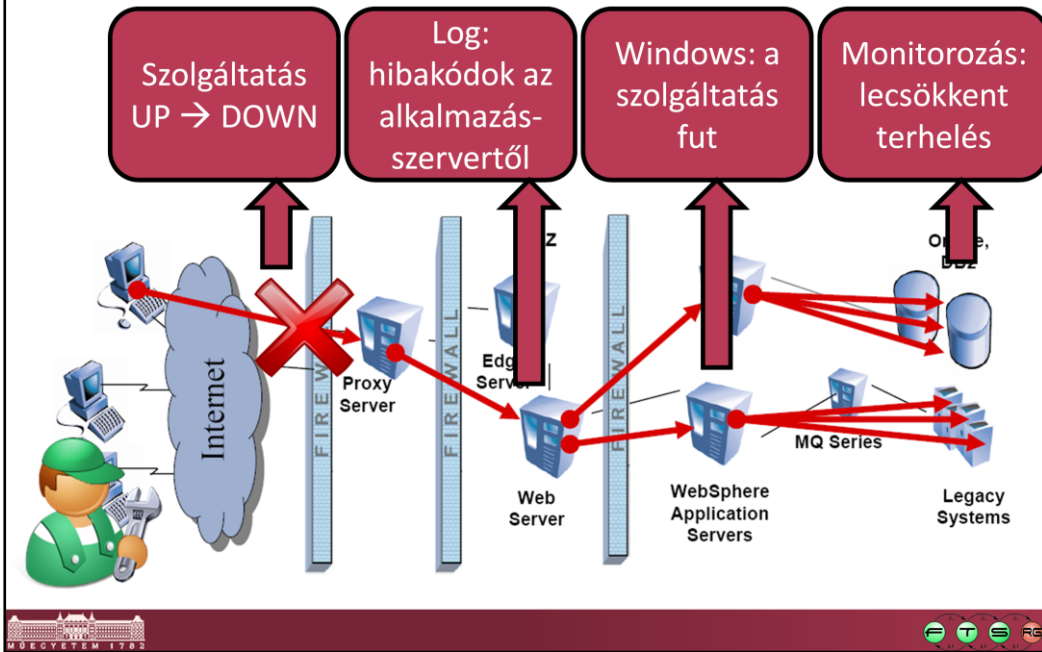 Szolgáltatás
UP → DOWN
Log:
hibakódok az
alkalmazás-
szervertől
Windows: a
szolgáltatás
fut
Monitorozás:
lecsökkent
terhelés
Internet
FIREWALL
Proxy
Server
FIREWALL
Z
Server
Web
Server
FIREWALL
WebSphere
Application
Servers
MQ Series
Legacy
Systems
MŰEGYETEM 1782
F T S RG